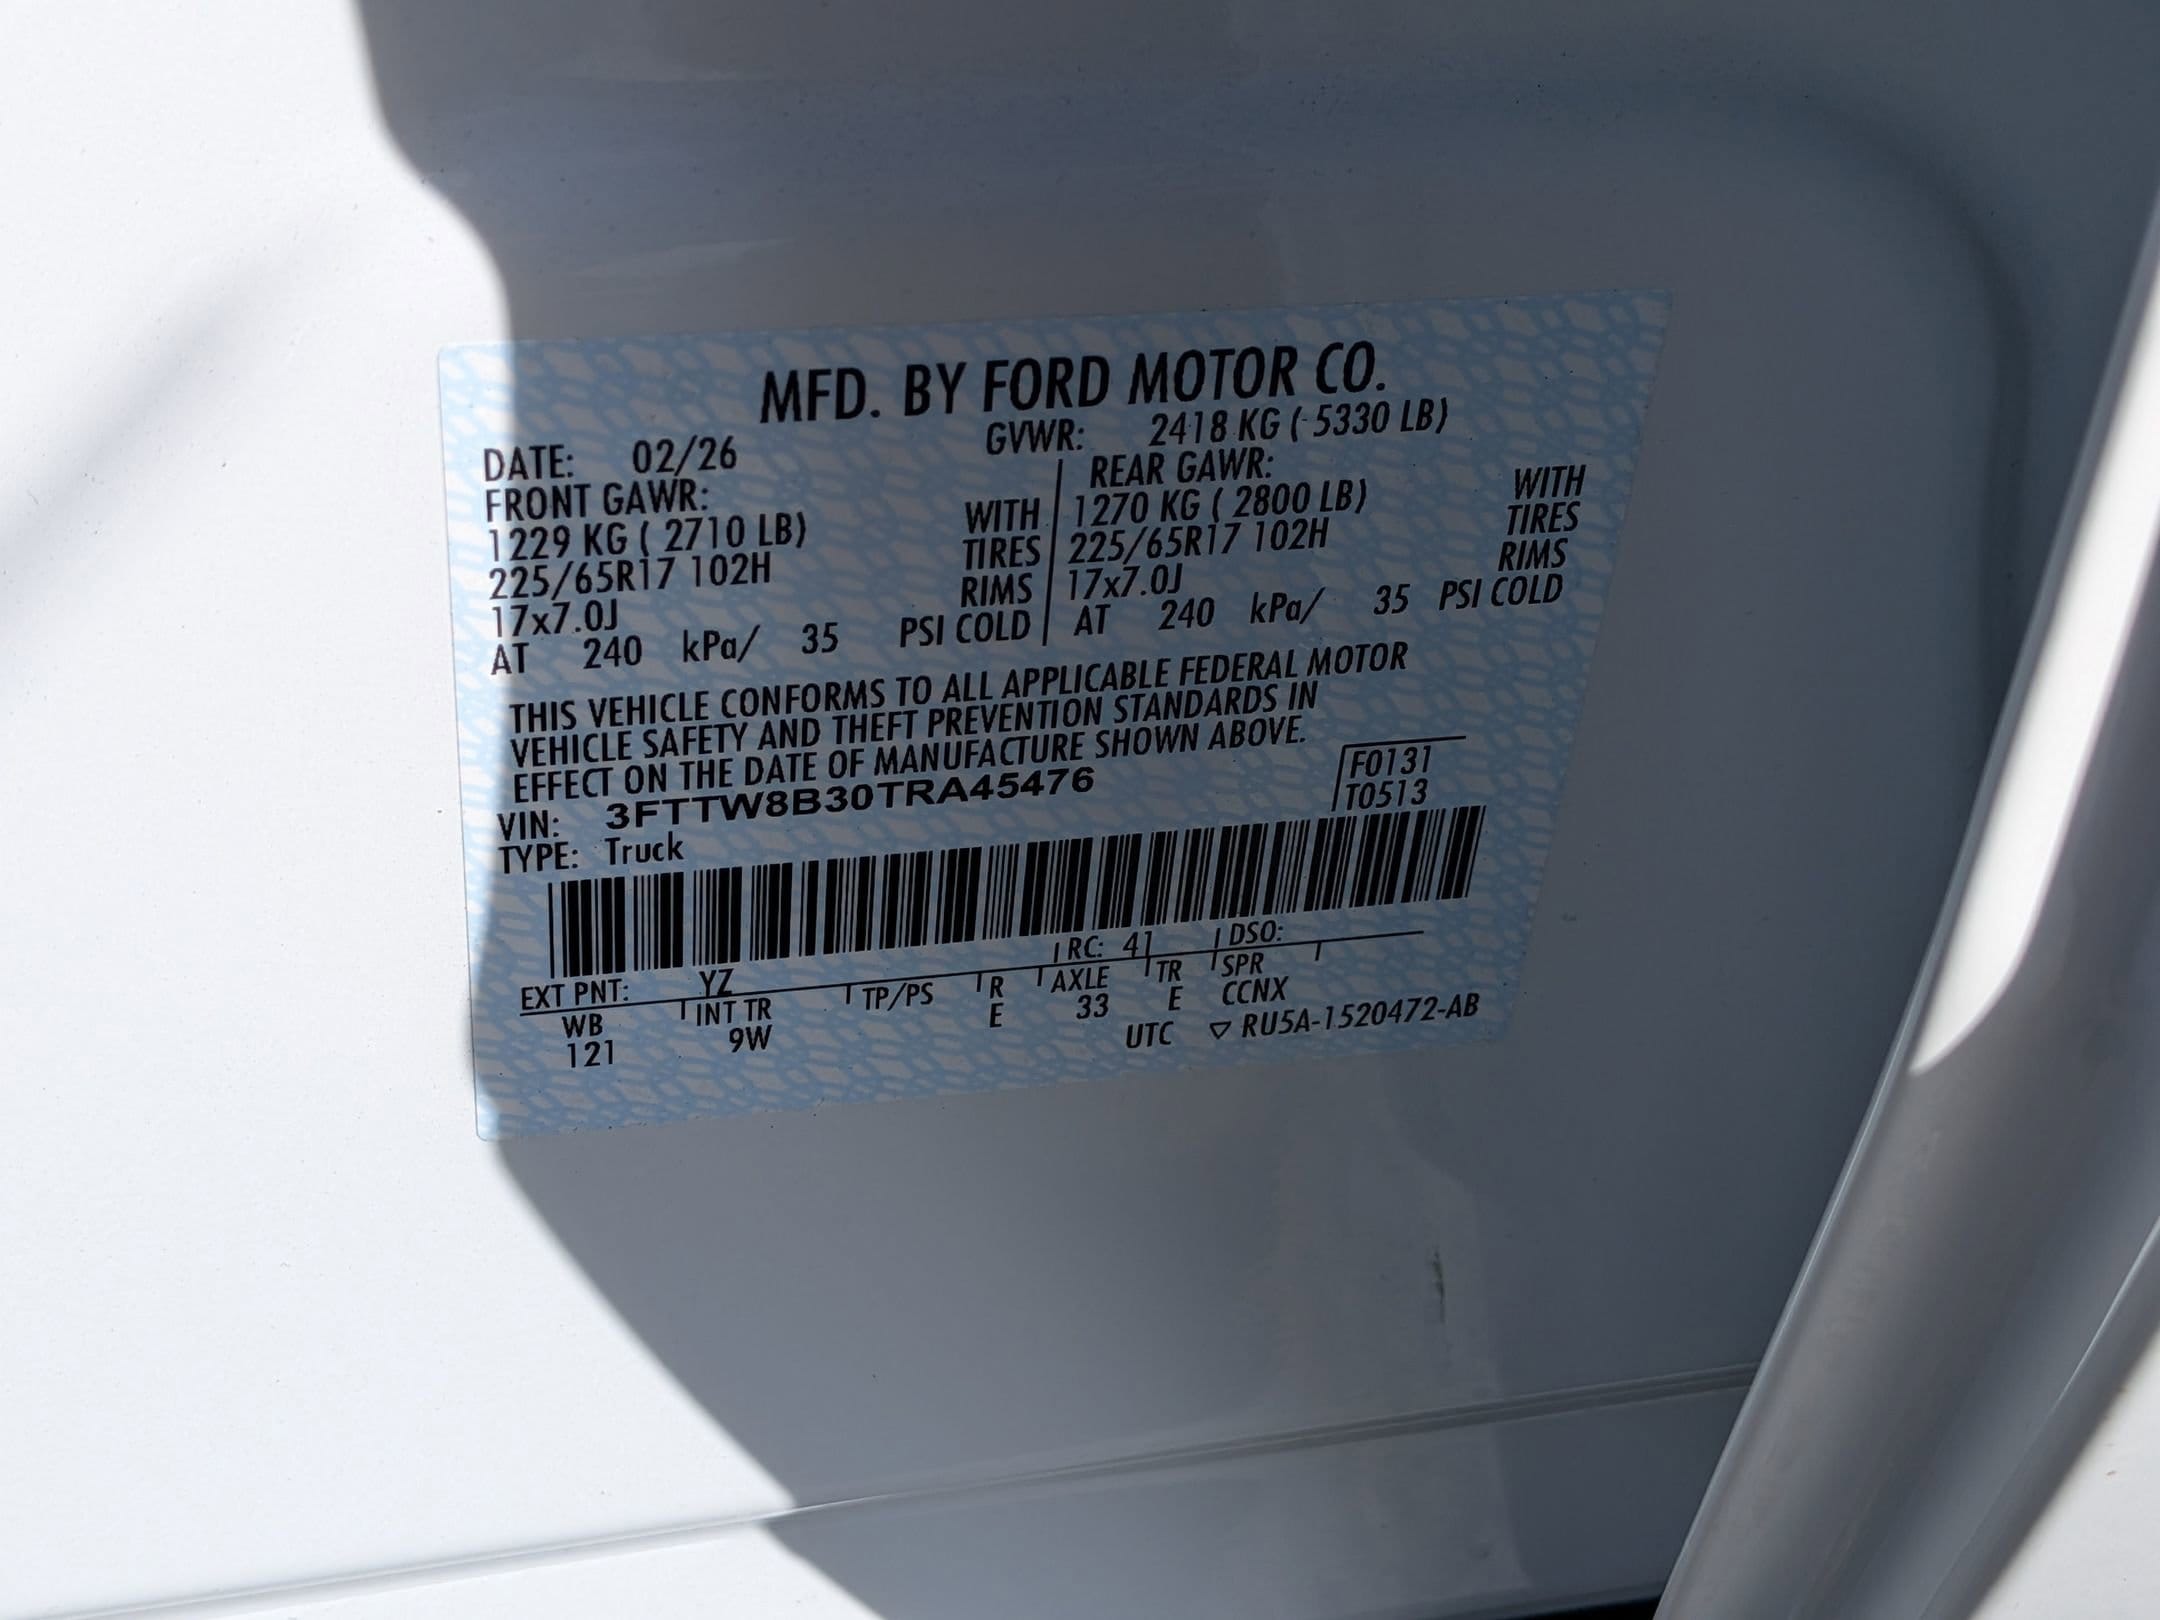 MFD. BY FORD MOTOR CO.
DATE: 02/26 GVWR: 2418 KG ( 5330 LB)
FRONT GAWR: REAR GAWR:
1229 KG ( 2710 LB) WITH 1270 KG ( 2800 LB) WITH
225/65R17 102H TIRES 225/65R17 102H TIRES
17x7.0J RIMS 17x7.0J RIMS
AT 240 kPa/ 35 PSI COLD AT 240 kPa/ 35 PSI COLD
THIS VEHICLE CONFORMS TO ALL APPLICABLE FEDERAL MOTOR
VEHICLE SAFETY AND THEFT PREVENTION STANDARDS IN
EFFECT ON THE DATE OF MANUFACTURE SHOWN ABOVE.
VIN: 3FTTW8B30TRA45476 F0131
TYPE: Truck T0513
EXT PNT: YZ RC: 41 DSO:
WB INT TR TP/PS R AXLE TR SPR
121 9W E 33 E CCNX
UTC ▽ RU5A-1520472-AB